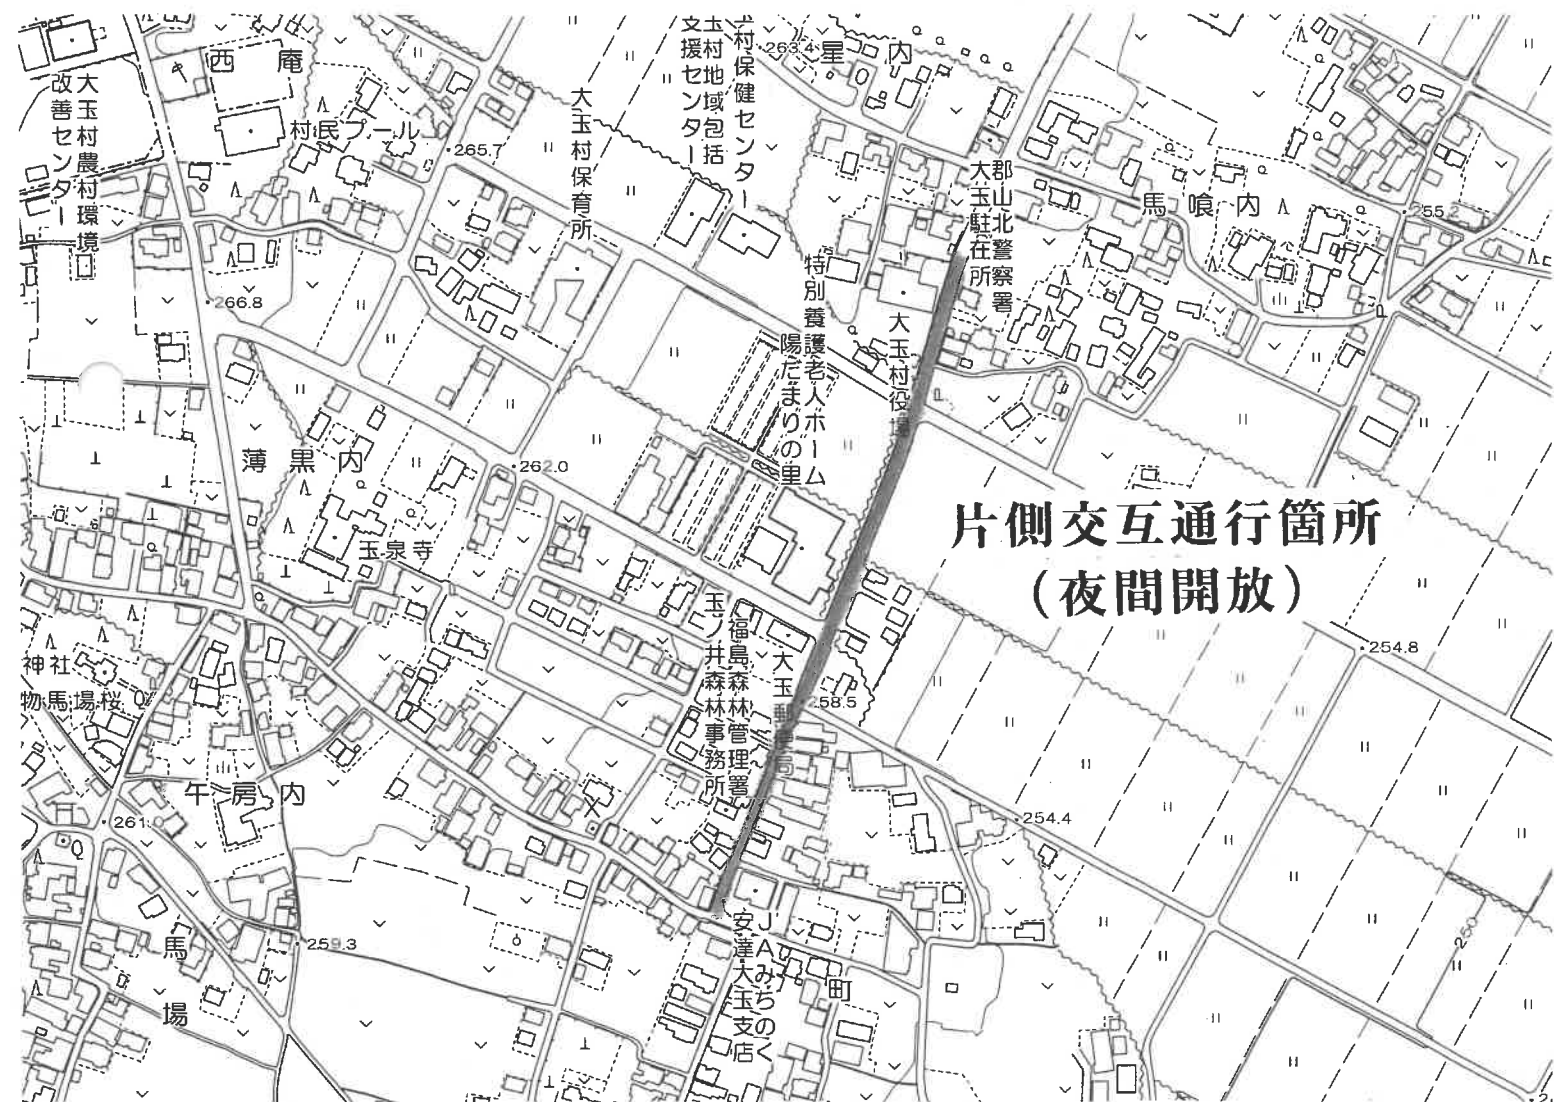 西庵
星内
263.4
大玉村農村環境
改善センター
村民プール
265.7
大玉村保育所
村保健センター
玉村地域包括
支援センター
郡山北警察署
大玉駐在所
馬喰内
255.2
266.8
特別養護老人ホーム
陽だまりの里
大玉村役場
薄黒内
262.0
玉泉寺
片側交互通行箇所
（夜間開放）
254.8
神社
物馬場桜
福島森林管理署
玉ノ井森林事務所
大玉郵便局
258.5
午房内
261.0
254.4
259.3
馬場
JAみちのく
安達大玉支店
町